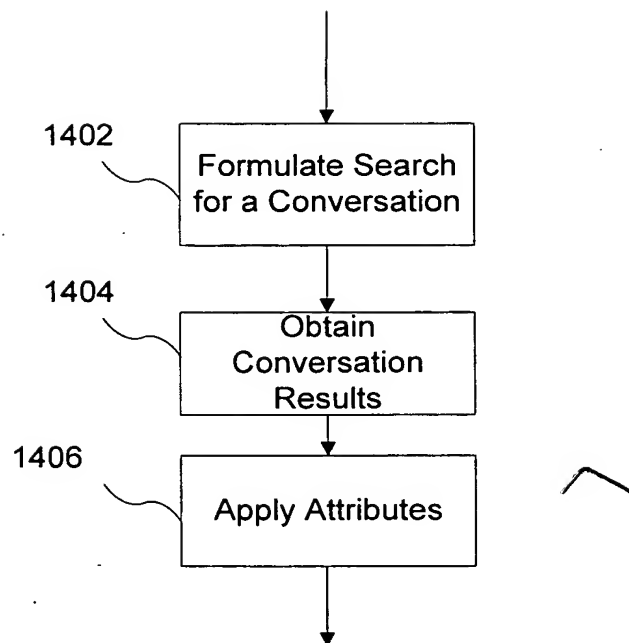 1402
Formulate Search
for a Conversation
1404
Obtain
Conversation
Results
1406
Apply Attributes